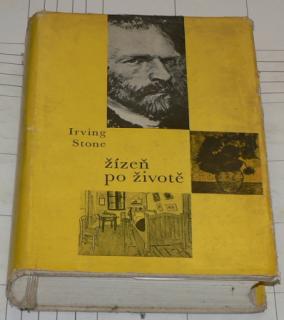 Irving
Stone
žízeň
po životě